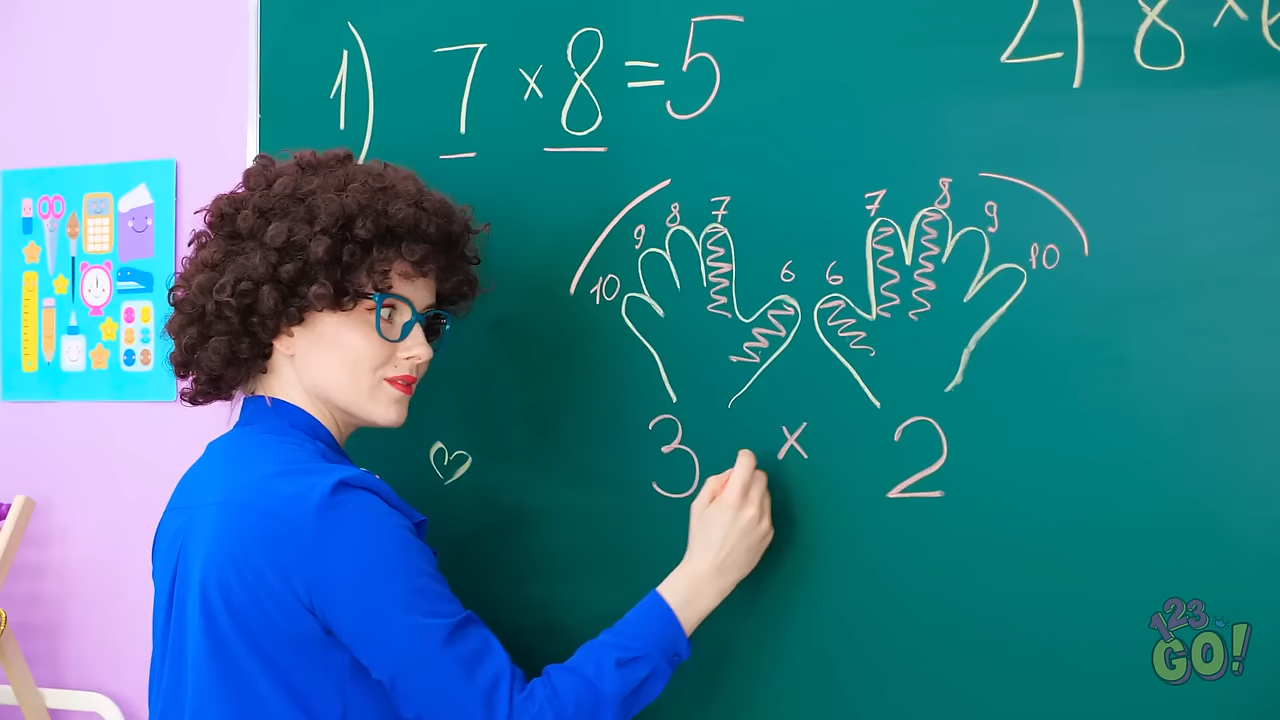 1) 7 × 8 = 5
2) 8 ×
10 9 8 7 6
6 7 8 9 10
3 × 2
123 GO!